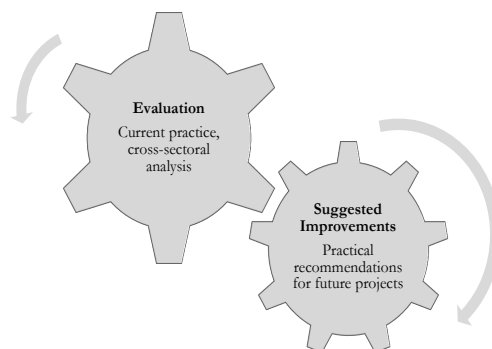 Evaluation
Current practice,
cross-sectoral
analysis
Suggested
Improvements
Practical
recommendations
for future projects